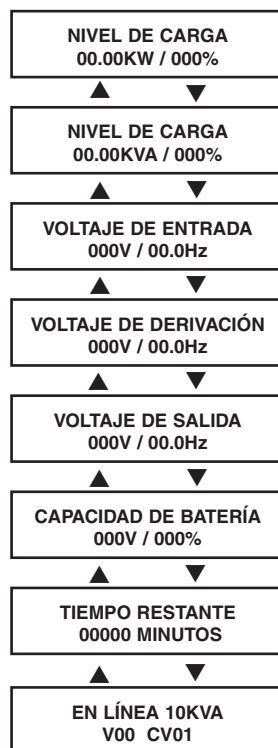 NIVEL DE CARGA
00.00KW / 000%
NIVEL DE CARGA
00.00KVA / 000%
VOLTAJE DE ENTRADA
000V / 00.0Hz
VOLTAJE DE DERIVACIÓN
000V / 00.0Hz
VOLTAJE DE SALIDA
000V / 00.0Hz
CAPACIDAD DE BATERÍA
000V / 000%
TIEMPO RESTANTE
00000 MINUTOS
EN LÍNEA 10KVA
V00 CV01